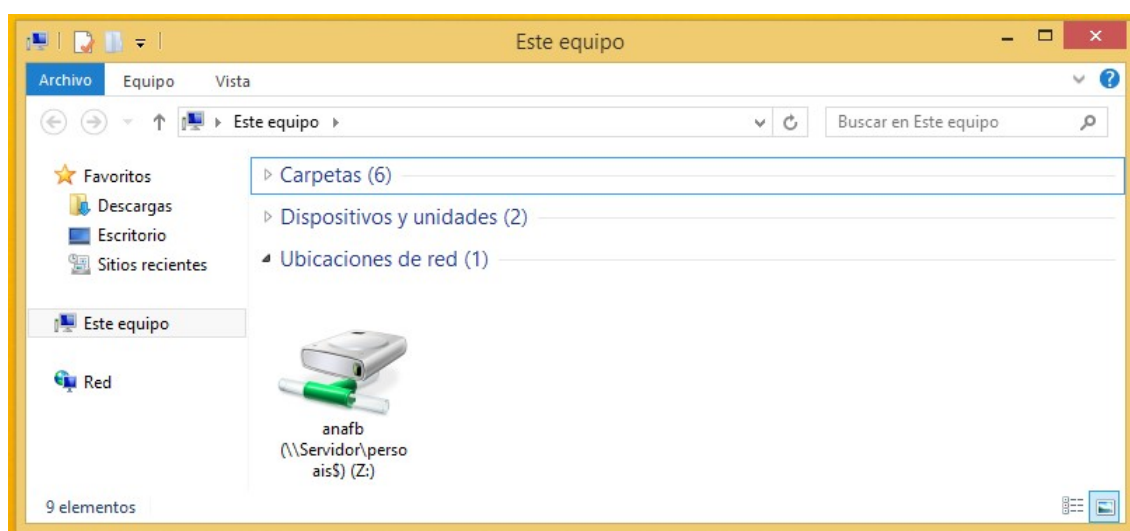 Este equipo
Archivo Equipo Vista
Este equipo
Buscar en Este equipo
Favoritos
Descargas
Escritorio
Sitios recientes
Este equipo
Red
Carpetas (6)
Dispositivos y unidades (2)
Ubicaciones de red (1)
anafb
(\\Servidor\perso
ais$) (Z:)
9 elementos